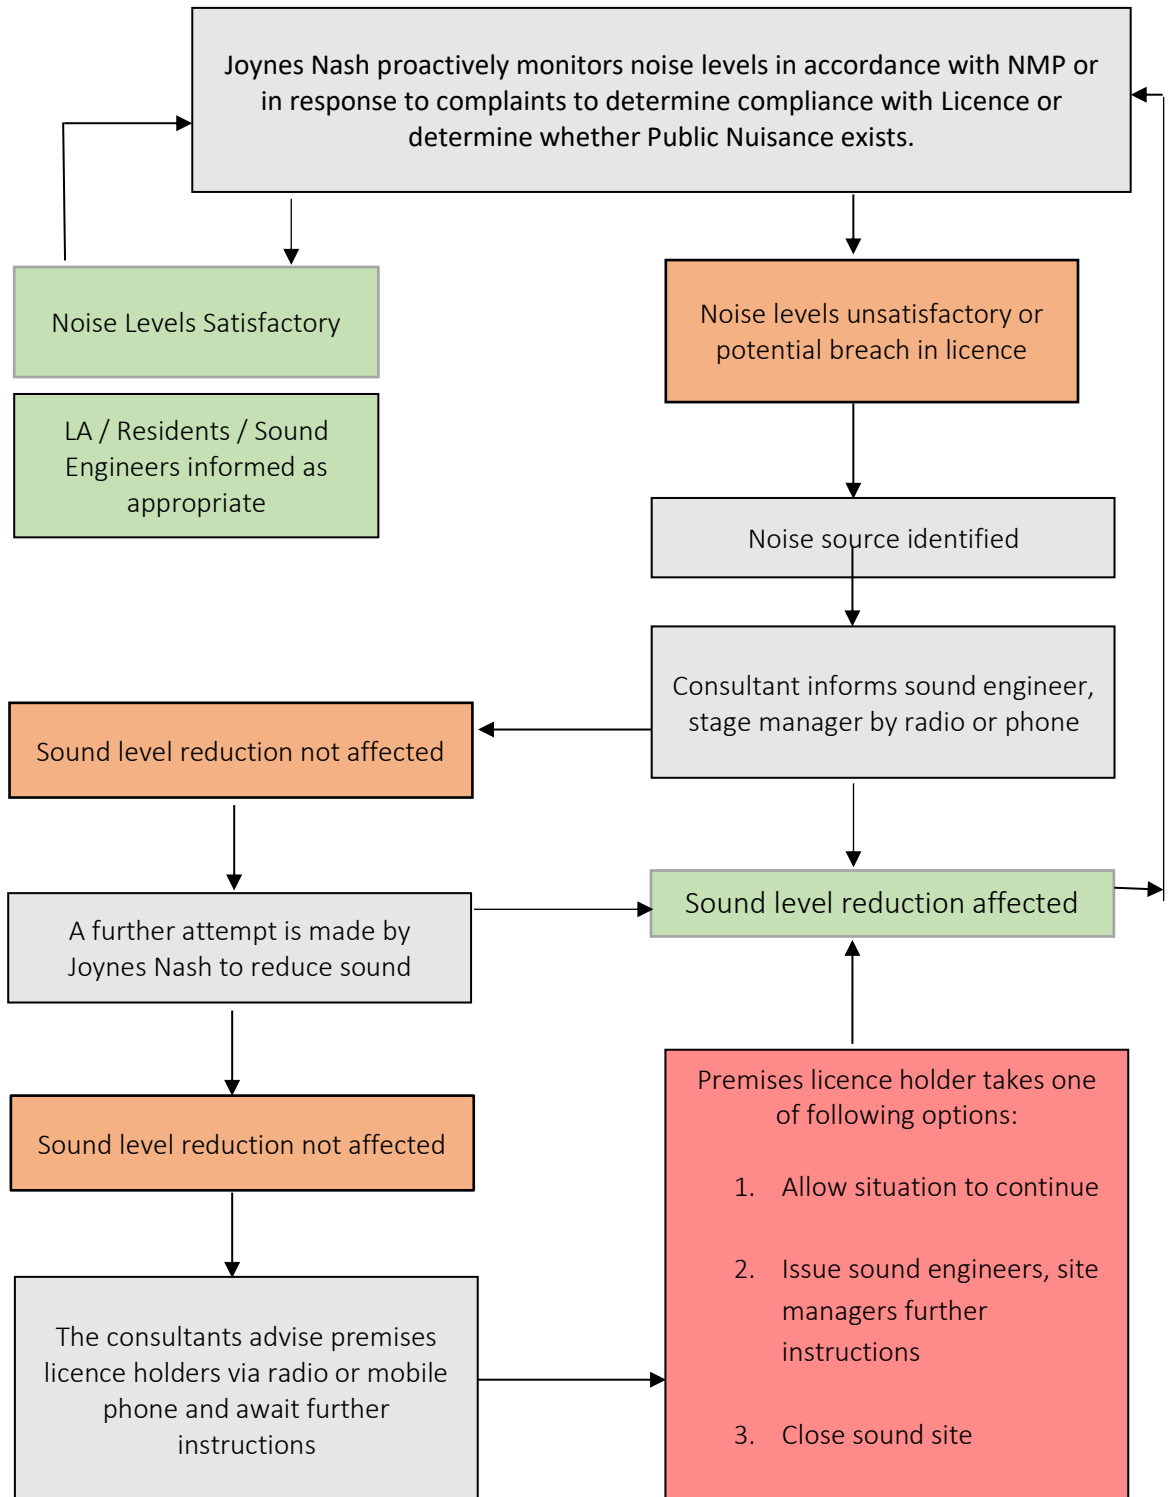 Joynes Nash proactively monitors noise levels in accordance with NMP or
in response to complaints to determine compliance with Licence or
determine whether Public Nuisance exists.
Noise Levels Satisfactory
Noise levels unsatisfactory or
potential breach in licence
LA / Residents / Sound
Engineers informed as
appropriate
Noise source identified
Consultant informs sound engineer,
stage manager by radio or phone
Sound level reduction not affected
Sound level reduction affected
A further attempt is made by
Joynes Nash to reduce sound
Sound level reduction not affected
The consultants advise premises
licence holders via radio or mobile
phone and await further
instructions
Premises licence holder takes one
of following options:
1. Allow situation to continue
2. Issue sound engineers, site
managers further
instructions
3. Close sound site